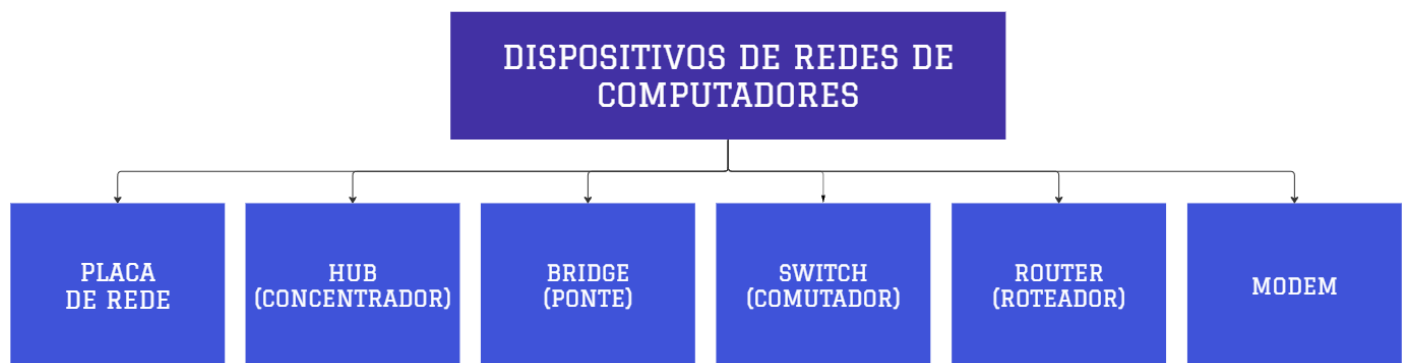 DISPOSITIVOS DE REDES DE
COMPUTADORES
PLACA
DE REDE
HUB
(CONCENTRADOR)
BRIDGE
(PONTE)
SWITCH
(COMUTADOR)
ROUTER
(ROTEADOR)
MODEM